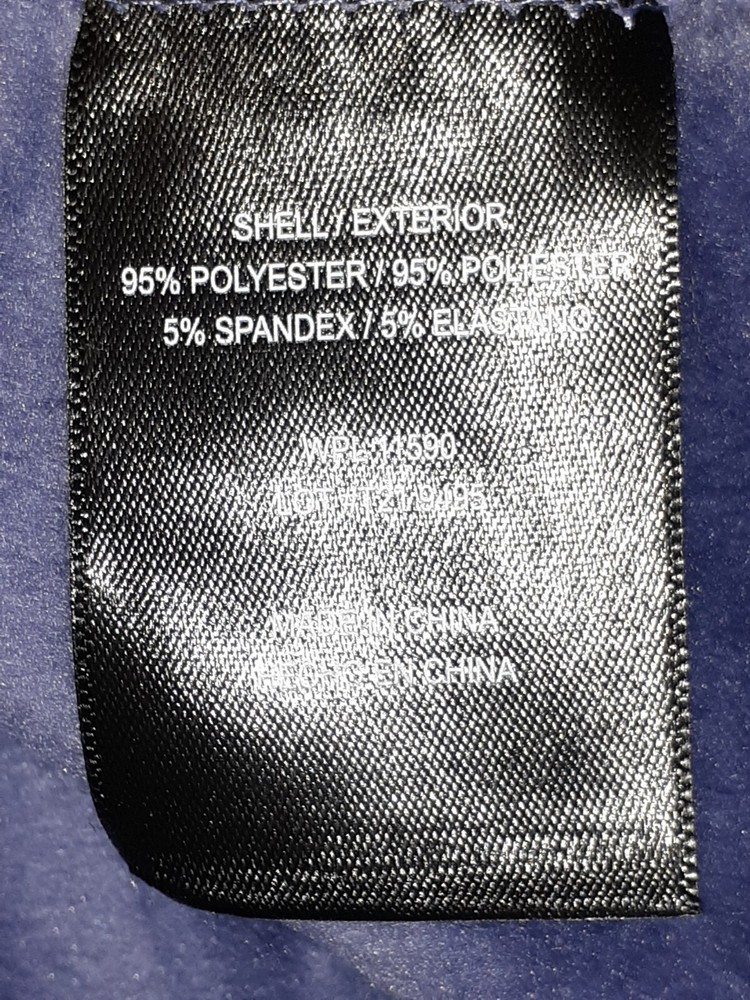 SHELL / EXTERIOR
95% POLYESTER / 95% POLIESTER
5% SPANDEX / 5% ELASTANO
WPL 11590
LOT
MADE IN CHINA
HECHO EN CHINA